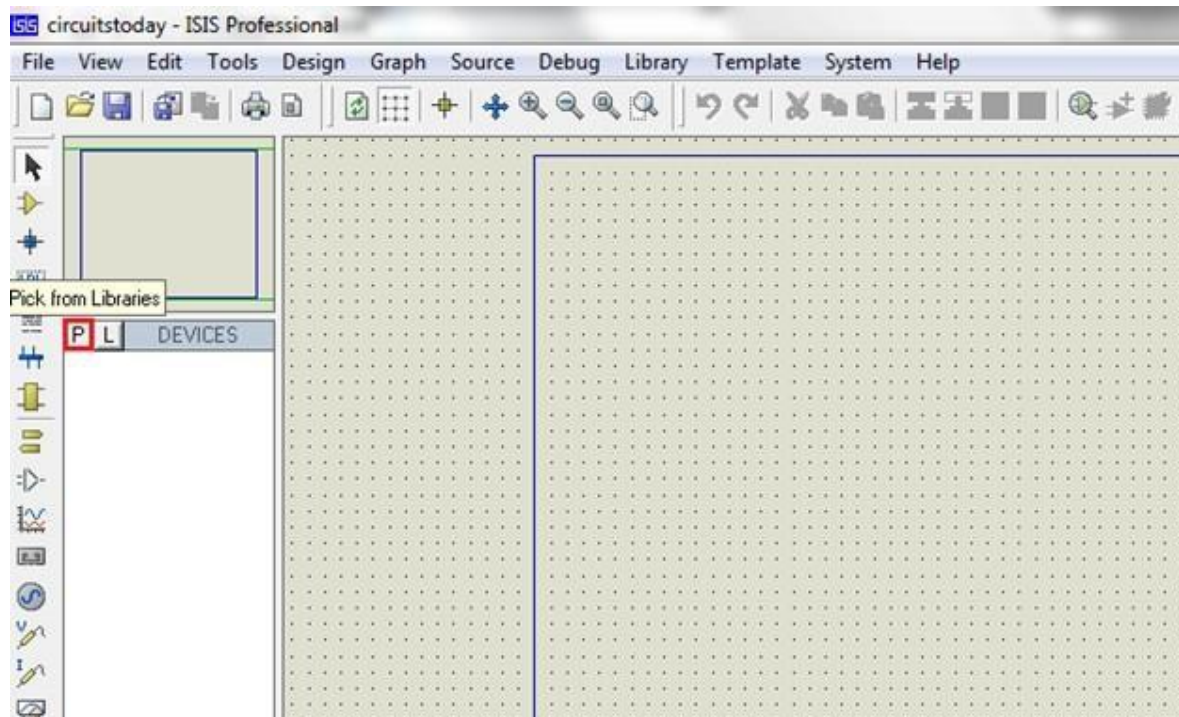 ISIS circuitstoday - ISIS Professional
File View Edit Tools Design Graph Source Debug Library Template System Help
Pick from Libraries
P L DEVICES
V
I